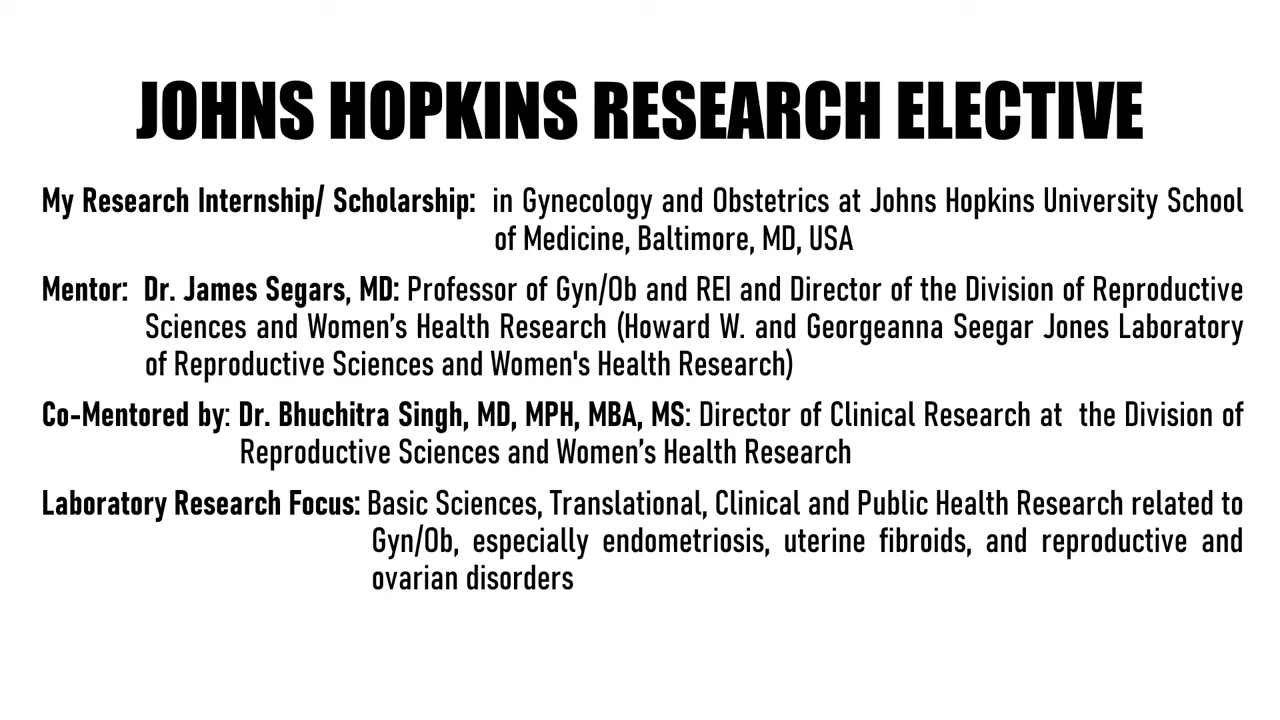 JOHNS HOPKINS RESEARCH ELECTIVE
My Research Internship/ Scholarship: in Gynecology and Obstetrics at Johns Hopkins University School
of Medicine, Baltimore, MD, USA
Mentor: Dr. James Segars, MD: Professor of Gyn/Ob and REI and Director of the Division of Reproductive
Sciences and Women’s Health Research (Howard W. and Georgeanna Seegar Jones Laboratory
of Reproductive Sciences and Women's Health Research)
Co-Mentored by: Dr. Bhuchitra Singh, MD, MPH, MBA, MS: Director of Clinical Research at the Division of
Reproductive Sciences and Women’s Health Research
Laboratory Research Focus: Basic Sciences, Translational, Clinical and Public Health Research related to
Gyn/Ob, especially endometriosis, uterine fibroids, and reproductive and
ovarian disorders